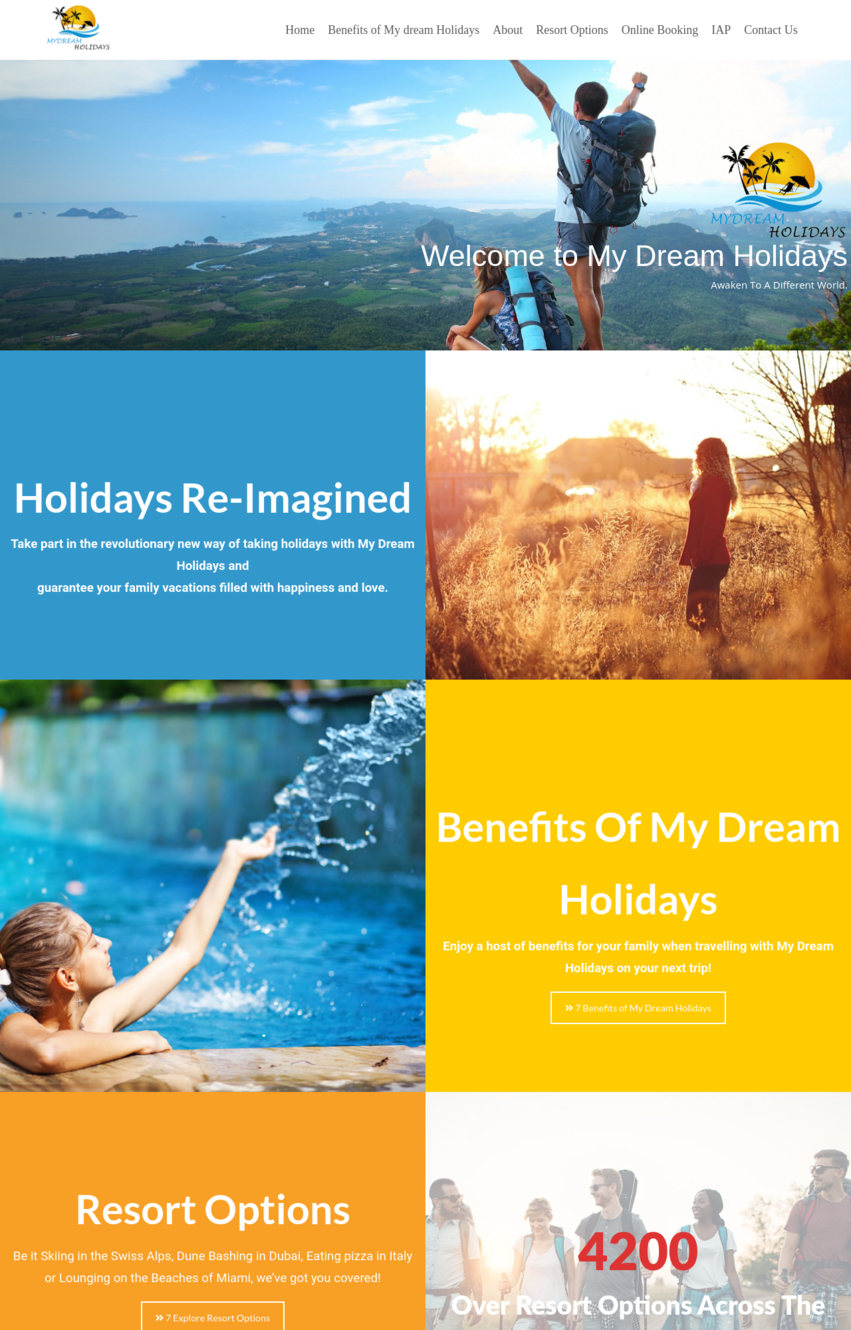 MYDREAM
HOLIDAYS
Home Benefits of My dream Holidays About Resort Options Online Booking IAP Contact Us
MYDREAM
HOLIDAYS
Welcome to My Dream Holidays
Awaken To A Different World.
Holidays Re-Imagined
Take part in the revolutionary new way of taking holidays with My Dream
Holidays and
guarantee your family vacations filled with happiness and love.
Benefits Of My Dream
Holidays
Enjoy a host of benefits for your family when travelling with My Dream
Holidays on your next trip!
7 Benefits of My Dream Holidays
Resort Options
Be it Skiing in the Swiss Alps, Dune Bashing in Dubai, Eating pizza in Italy
or Lounging on the Beaches of Miami, we've got you covered!
7 Explore Resort Options
4200
Over Resort Options Across The